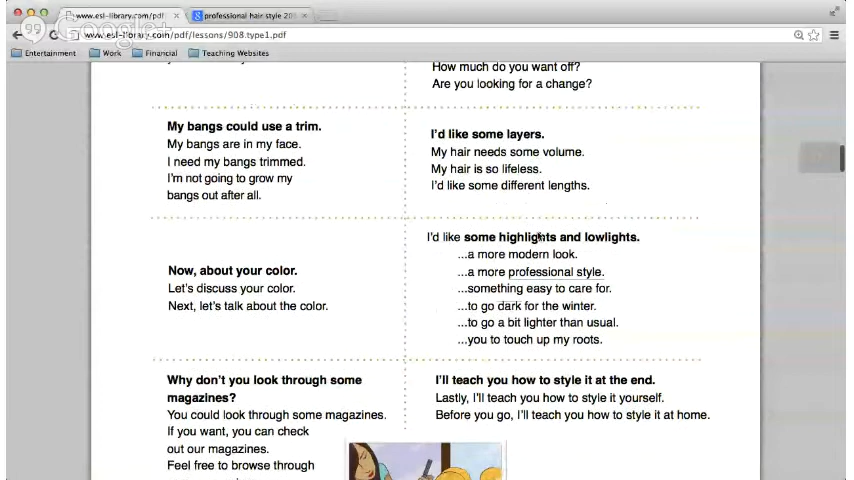 www.esl-library.com/pdf
professional hair style 20
Google+
www.esl-library.com/pdf/lessons/908.type1.pdf
Entertainment
Work
Financial
Teaching Websites
How much do you want off?
Are you looking for a change?
My bangs could use a trim.
My bangs are in my face.
I need my bangs trimmed.
I'm not going to grow my
bangs out after all.
I'd like some layers.
My hair needs some volume.
My hair is so lifeless.
I'd like some different lengths.
Now, about your color.
Let's discuss your color.
Next, let's talk about the color.
I'd like some highlights and lowlights.
...a more modern look.
...a more professional style.
...something easy to care for.
...to go dark for the winter.
...to go a bit lighter than usual.
...you to touch up my roots.
Why don't you look through some
magazines?
You could look through some magazines.
If you want, you can check
out our magazines.
Feel free to browse through
I'll teach you how to style it at the end.
Lastly, I'll teach you how to style it yourself.
Before you go, I'll teach you how to style it at home.